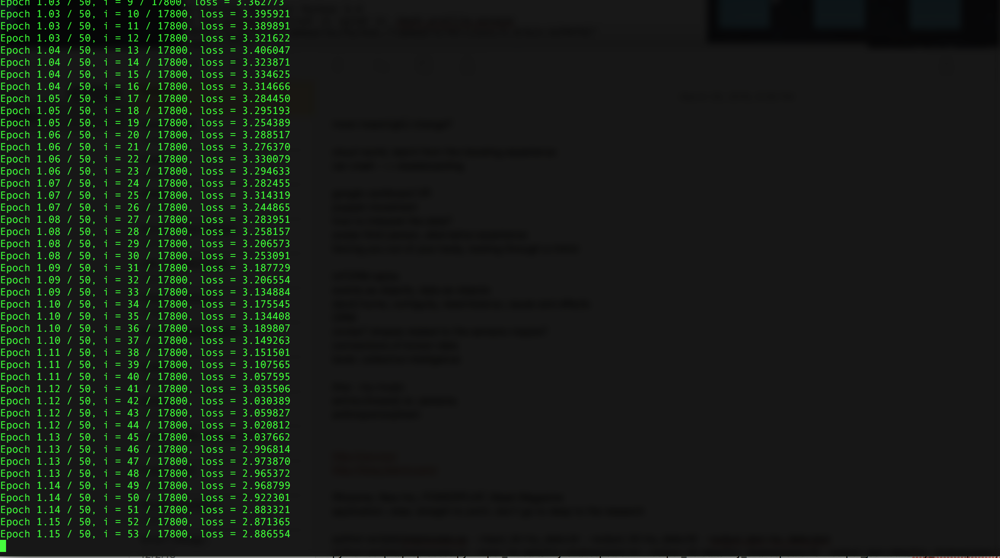 Epoch 1.03 / 50, i = 9 / 17800, loss = 3.362773
Epoch 1.03 / 50, i = 10 / 17800, loss = 3.395921
Epoch 1.03 / 50, i = 11 / 17800, loss = 3.389891
Epoch 1.03 / 50, i = 12 / 17800, loss = 3.321622
Epoch 1.04 / 50, i = 13 / 17800, loss = 3.406047
Epoch 1.04 / 50, i = 14 / 17800, loss = 3.323871
Epoch 1.04 / 50, i = 15 / 17800, loss = 3.334625
Epoch 1.04 / 50, i = 16 / 17800, loss = 3.314666
Epoch 1.05 / 50, i = 17 / 17800, loss = 3.284450
Epoch 1.05 / 50, i = 18 / 17800, loss = 3.295193
Epoch 1.05 / 50, i = 19 / 17800, loss = 3.254389
Epoch 1.06 / 50, i = 20 / 17800, loss = 3.288517
Epoch 1.06 / 50, i = 21 / 17800, loss = 3.276370
Epoch 1.06 / 50, i = 22 / 17800, loss = 3.330079
Epoch 1.06 / 50, i = 23 / 17800, loss = 3.294633
Epoch 1.07 / 50, i = 24 / 17800, loss = 3.282455
Epoch 1.07 / 50, i = 25 / 17800, loss = 3.314319
Epoch 1.07 / 50, i = 26 / 17800, loss = 3.244865
Epoch 1.08 / 50, i = 27 / 17800, loss = 3.283951
Epoch 1.08 / 50, i = 28 / 17800, loss = 3.258157
Epoch 1.08 / 50, i = 29 / 17800, loss = 3.206573
Epoch 1.08 / 50, i = 30 / 17800, loss = 3.253091
Epoch 1.09 / 50, i = 31 / 17800, loss = 3.187729
Epoch 1.09 / 50, i = 32 / 17800, loss = 3.206554
Epoch 1.09 / 50, i = 33 / 17800, loss = 3.134884
Epoch 1.10 / 50, i = 34 / 17800, loss = 3.175545
Epoch 1.10 / 50, i = 35 / 17800, loss = 3.134408
Epoch 1.10 / 50, i = 36 / 17800, loss = 3.189807
Epoch 1.10 / 50, i = 37 / 17800, loss = 3.149263
Epoch 1.11 / 50, i = 38 / 17800, loss = 3.151501
Epoch 1.11 / 50, i = 39 / 17800, loss = 3.107565
Epoch 1.11 / 50, i = 40 / 17800, loss = 3.057595
Epoch 1.12 / 50, i = 41 / 17800, loss = 3.035506
Epoch 1.12 / 50, i = 42 / 17800, loss = 3.030389
Epoch 1.12 / 50, i = 43 / 17800, loss = 3.059827
Epoch 1.12 / 50, i = 44 / 17800, loss = 3.020812
Epoch 1.13 / 50, i = 45 / 17800, loss = 3.037662
Epoch 1.13 / 50, i = 46 / 17800, loss = 2.996814
Epoch 1.13 / 50, i = 47 / 17800, loss = 2.973870
Epoch 1.13 / 50, i = 48 / 17800, loss = 2.965372
Epoch 1.14 / 50, i = 49 / 17800, loss = 2.968799
Epoch 1.14 / 50, i = 50 / 17800, loss = 2.922301
Epoch 1.14 / 50, i = 51 / 17800, loss = 2.883321
Epoch 1.15 / 50, i = 52 / 17800, loss = 2.871365
Epoch 1.15 / 50, i = 53 / 17800, loss = 2.886554